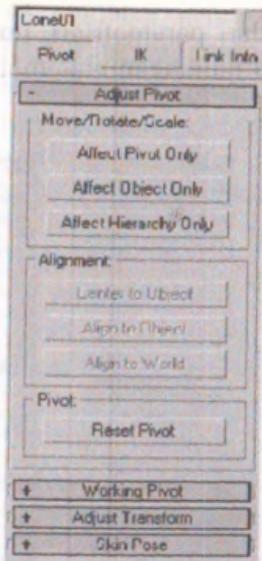 Cone01
Pivot IK Link Info
- Adjust Pivot
Move/Rotate/Scale:
Affect Pivot Only
Affect Object Only
Affect Hierarchy Only
Alignment:
Center to Object
Align to Object
Align to World
Pivot:
Reset Pivot
+ Working Pivot
+ Adjust Transform
+ Skin Pose